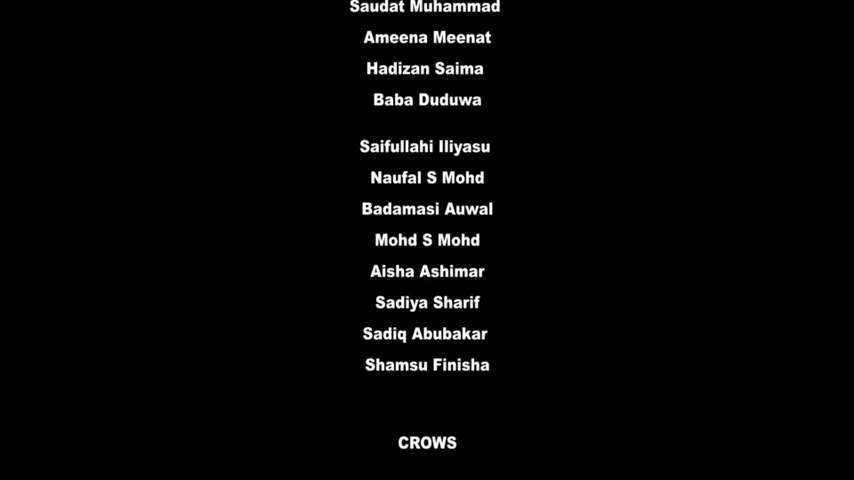 Saudat Muhammad
Ameena Meenat
Hadizan Saima
Baba Duduwa
Saifullahi Iliyasu
Naufal S Mohd
Badamasi Auwal
Mohd S Mohd
Aisha Ashimar
Sadiya Sharif
Sadiq Abubakar
Shamsu Finisha
CROWS